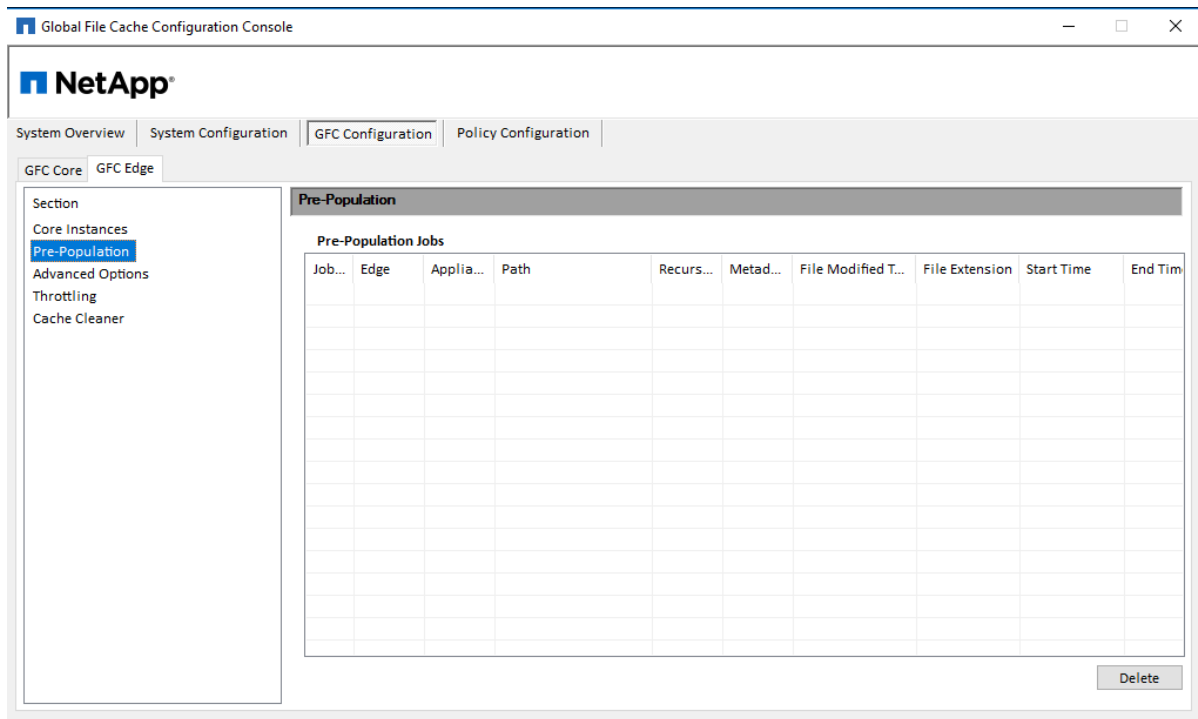 Global File Cache Configuration Console
NetApp®
System Overview System Configuration GFC Configuration Policy Configuration
GFC Core GFC Edge
Section
Core Instances
Pre-Population
Advanced Options
Throttling
Cache Cleaner
Pre-Population
Pre-Population Jobs
Job... Edge Applia... Path Recurs... Metad... File Modified T... File Extension Start Time End Tim
Delete